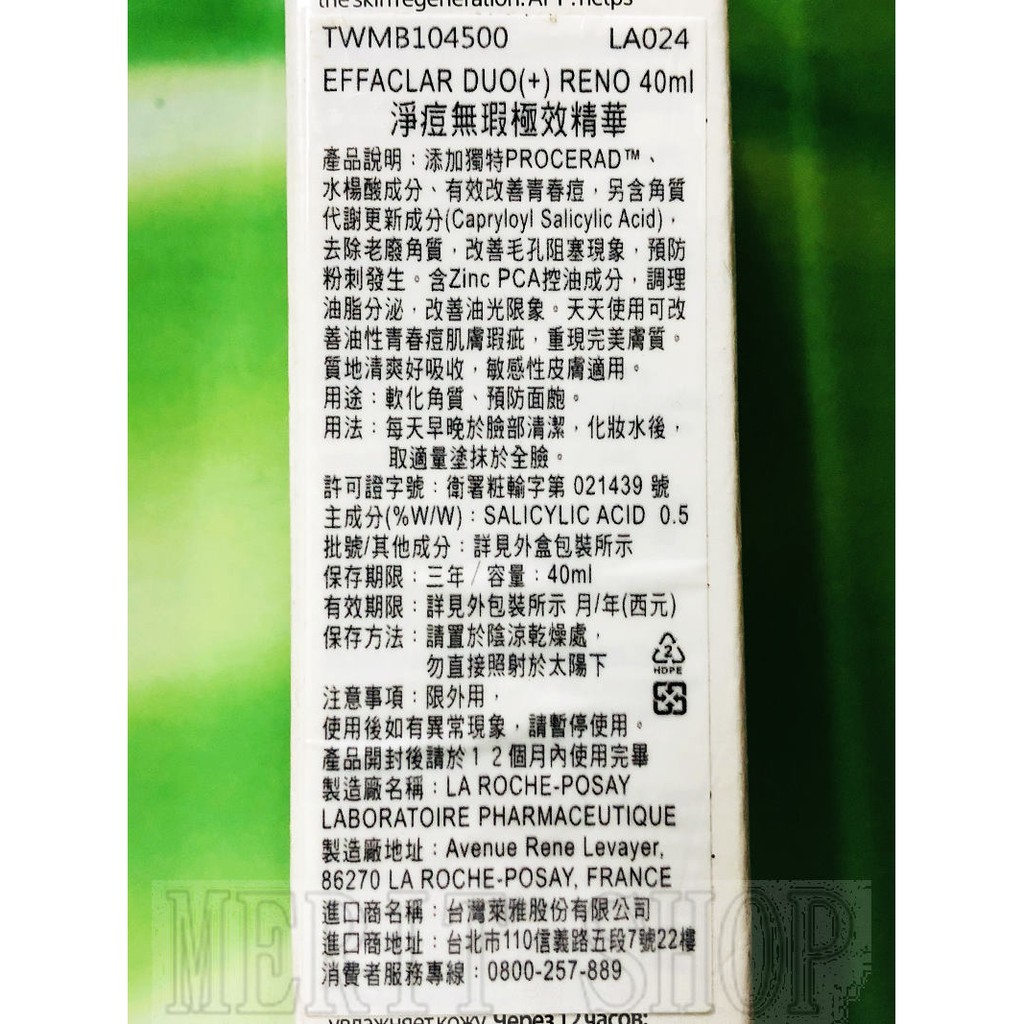 the skin regeneration. APF: helps
TWMB104500 LA024
EFFACLAR DUO(+) RENO 40ml
淨痘無瑕極效精華
產品說明：添加獨特PROCERAD™、
水楊酸成分、有效改善青春痘，另含角質
代謝更新成分(Capryloyl Salicylic Acid)，
去除老廢角質，改善毛孔阻塞現象，預防
粉刺發生。含Zinc PCA控油成分，調理
油脂分泌，改善油光限象。天天使用可改
善油性青春痘肌膚瑕疵，重現完美膚質。
質地清爽好吸收，敏感性皮膚適用。
用途：軟化角質、預防面皰。
用法：每天早晚於臉部清潔，化妝水後，
取適量塗抹於全臉。
許可證字號：衛署粧輸字第 021439 號
主成分(%W/W)：SALICYLIC ACID 0.5
批號/其他成分：詳見外盒包裝所示
保存期限：三年/容量：40ml
有效期限：詳見外包裝所示 月/年(西元)
保存方法：請置於陰涼乾燥處，
勿直接照射於太陽下
2
HDPE
注意事項：限外用，
使用後如有異常現象，請暫停使用。
產品開封後請於12個月內使用完畢
製造廠名稱：LA ROCHE-POSAY
LABORATOIRE PHARMACEUTIQUE
製造廠地址：Avenue Rene Levayer,
86270 LA ROCHE-POSAY, FRANCE
進口商名稱：台灣萊雅股份有限公司
進口商地址：台北市110信義路五段7號22樓
消費者服務專線：0800-257-889
MERIT SHOP
увлажняет кожу через 12 часов: